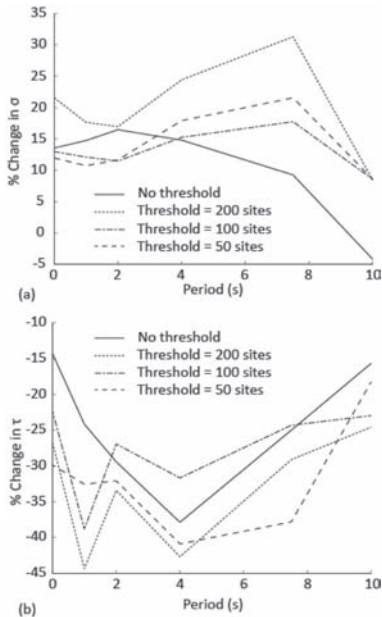 35
30
25
20
15
10
5
0
-5
% Change in σ
No threshold
Threshold = 200 sites
Threshold = 100 sites
Threshold = 50 sites
0 2 4 6 8 10
(a) Period (s)
-10
-15
-20
-25
-30
-35
-40
-45
% Change in τ
No threshold
Threshold = 200 sites
Threshold = 100 sites
Threshold = 50 sites
0 2 4 6 8 10
(b) Period (s)